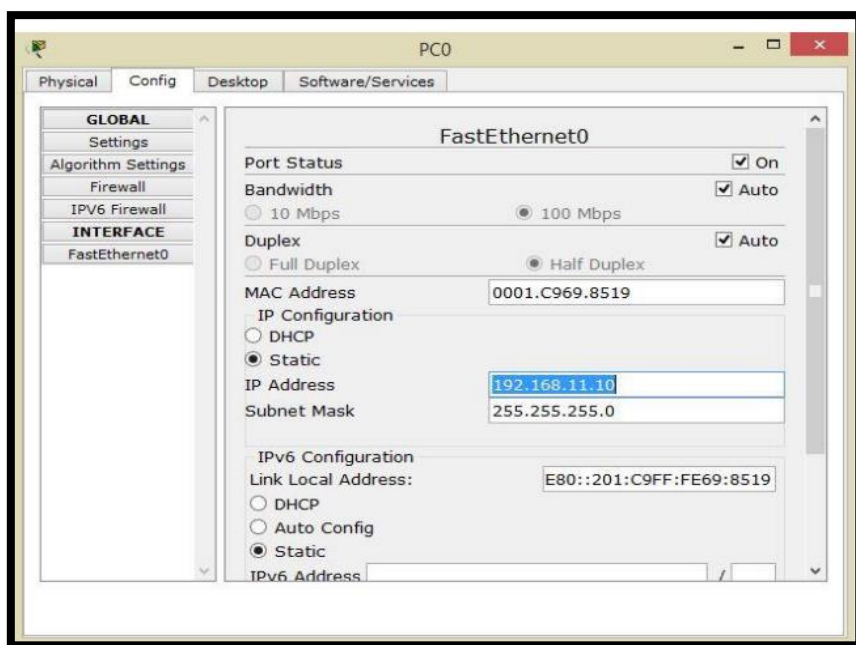 PC0
Physical Config Desktop Software/Services
GLOBAL
Settings
Algorithm Settings
Firewall
IPV6 Firewall
INTERFACE
FastEthernet0
FastEthernet0
Port Status On
Bandwidth Auto
10 Mbps 100 Mbps
Duplex Auto
Full Duplex Half Duplex
MAC Address 0001.C969.8519
IP Configuration
DHCP
Static
IP Address 192.168.11.10
Subnet Mask 255.255.255.0
IPv6 Configuration
Link Local Address: E80::201:C9FF:FE69:8519
DHCP
Auto Config
Static
IPv6 Address /